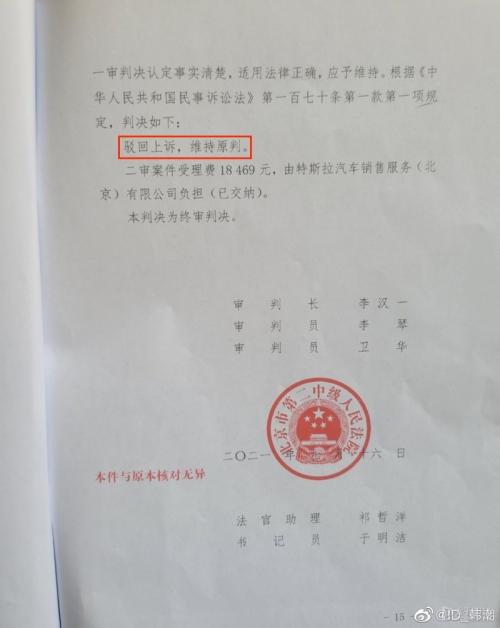 一审判决认定事实清楚，适用法律正确，应予维持。根据《中
华人民共和国民事诉讼法》第一百七十条第一款第一项规
定，判决如下：
驳回上诉，维持原判。
二审案件受理费18 469元，由特斯拉汽车销售服务（北
京）有限公司负担（已交纳）。
本判决为终审判决。
审 判 长 李汉一
审 判 员 李 琴
审 判 员 卫 华
北京市第二中级人民法院
二〇二一年 月 十六日
本件与原本核对无异
法 官 助 理 祁哲洋
书 记 员 于明洁
- 15
@ID_韩潮